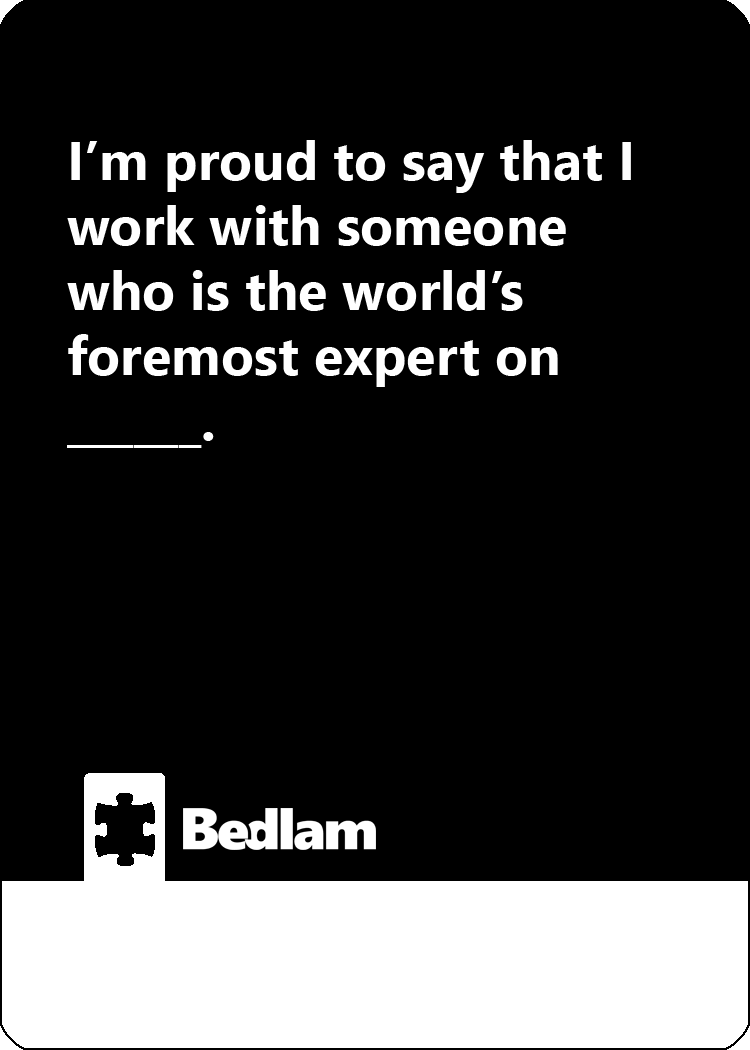 I’m proud to say that I
work with someone
who is the world’s
foremost expert on
______.
Bedlam